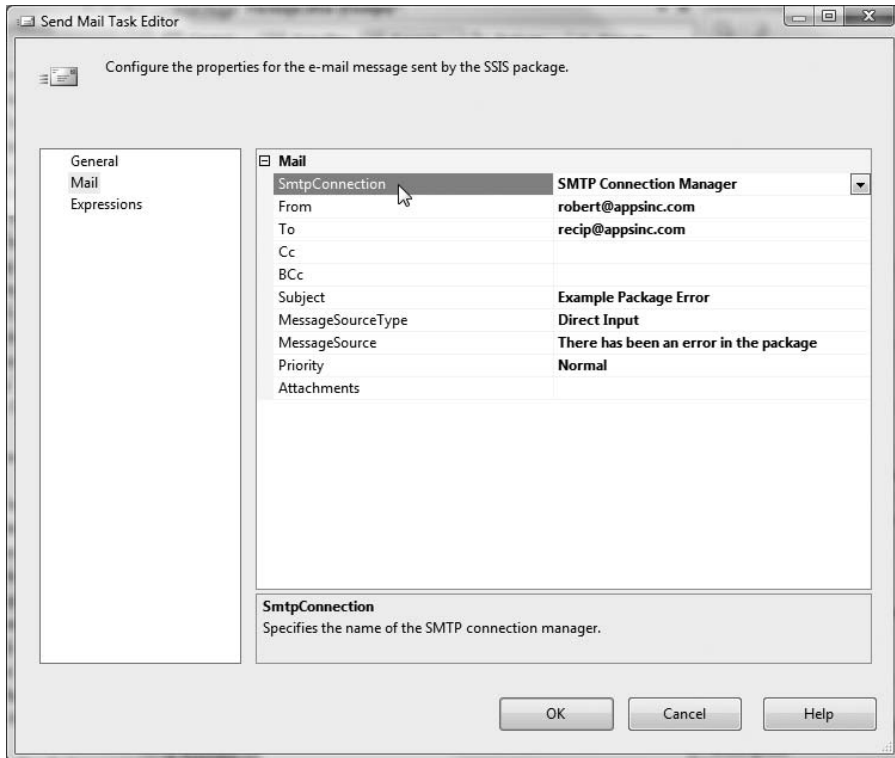 Send Mail Task Editor
Configure the properties for the e-mail message sent by the SSIS package.
General
Mail
Expressions
Mail
SmtpConnection SMTP Connection Manager
From robert@appsinc.com
To recip@appsinc.com
Cc
BCc
Subject Example Package Error
MessageSourceType Direct Input
MessageSource There has been an error in the package
Priority Normal
Attachments
SmtpConnection
Specifies the name of the SMTP connection manager.
OK Cancel Help